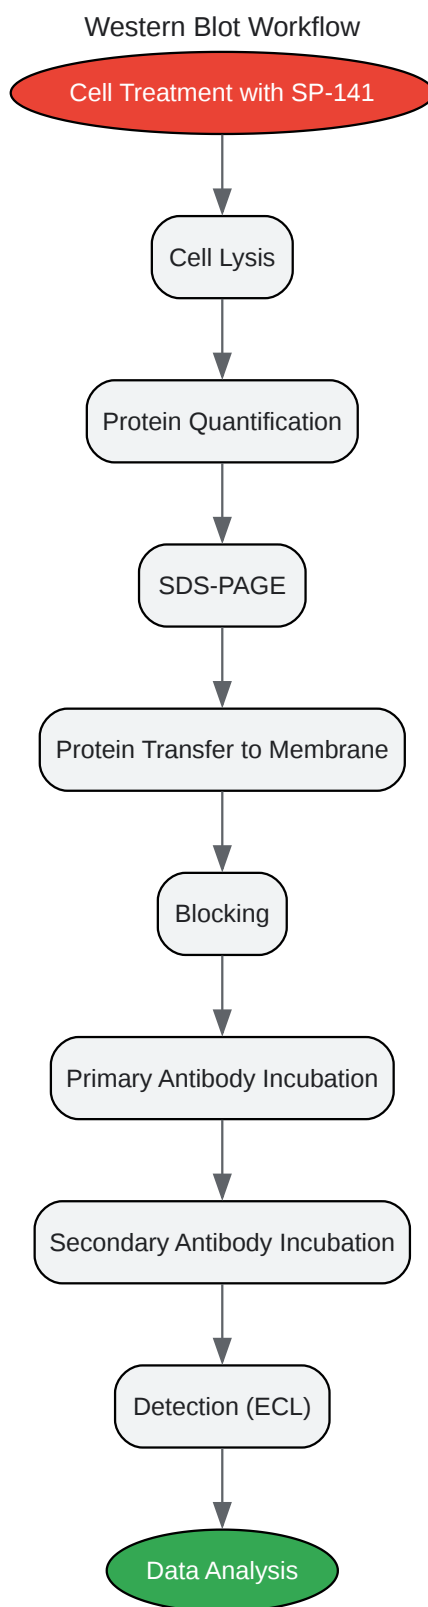 Western Blot Workflow
Cell Treatment with SP-141
Cell Lysis
Protein Quantification
SDS-PAGE
Protein Transfer to Membrane
Blocking
Primary Antibody Incubation
Secondary Antibody Incubation
Detection (ECL)
Data Analysis